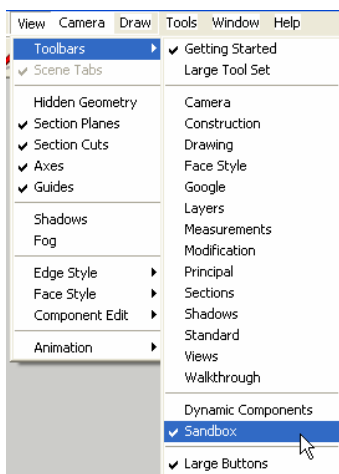 View Camera Draw Tools Window Help
Toolbars
Scene Tabs
Hidden Geometry
Section Planes
Section Cuts
Axes
Guides
Shadows
Fog
Edge Style
Face Style
Component Edit
Animation
Getting Started
Large Tool Set
Camera
Construction
Drawing
Face Style
Google
Layers
Measurements
Modification
Principal
Sections
Shadows
Standard
Views
Walkthrough
Dynamic Components
Sandbox
Large Buttons